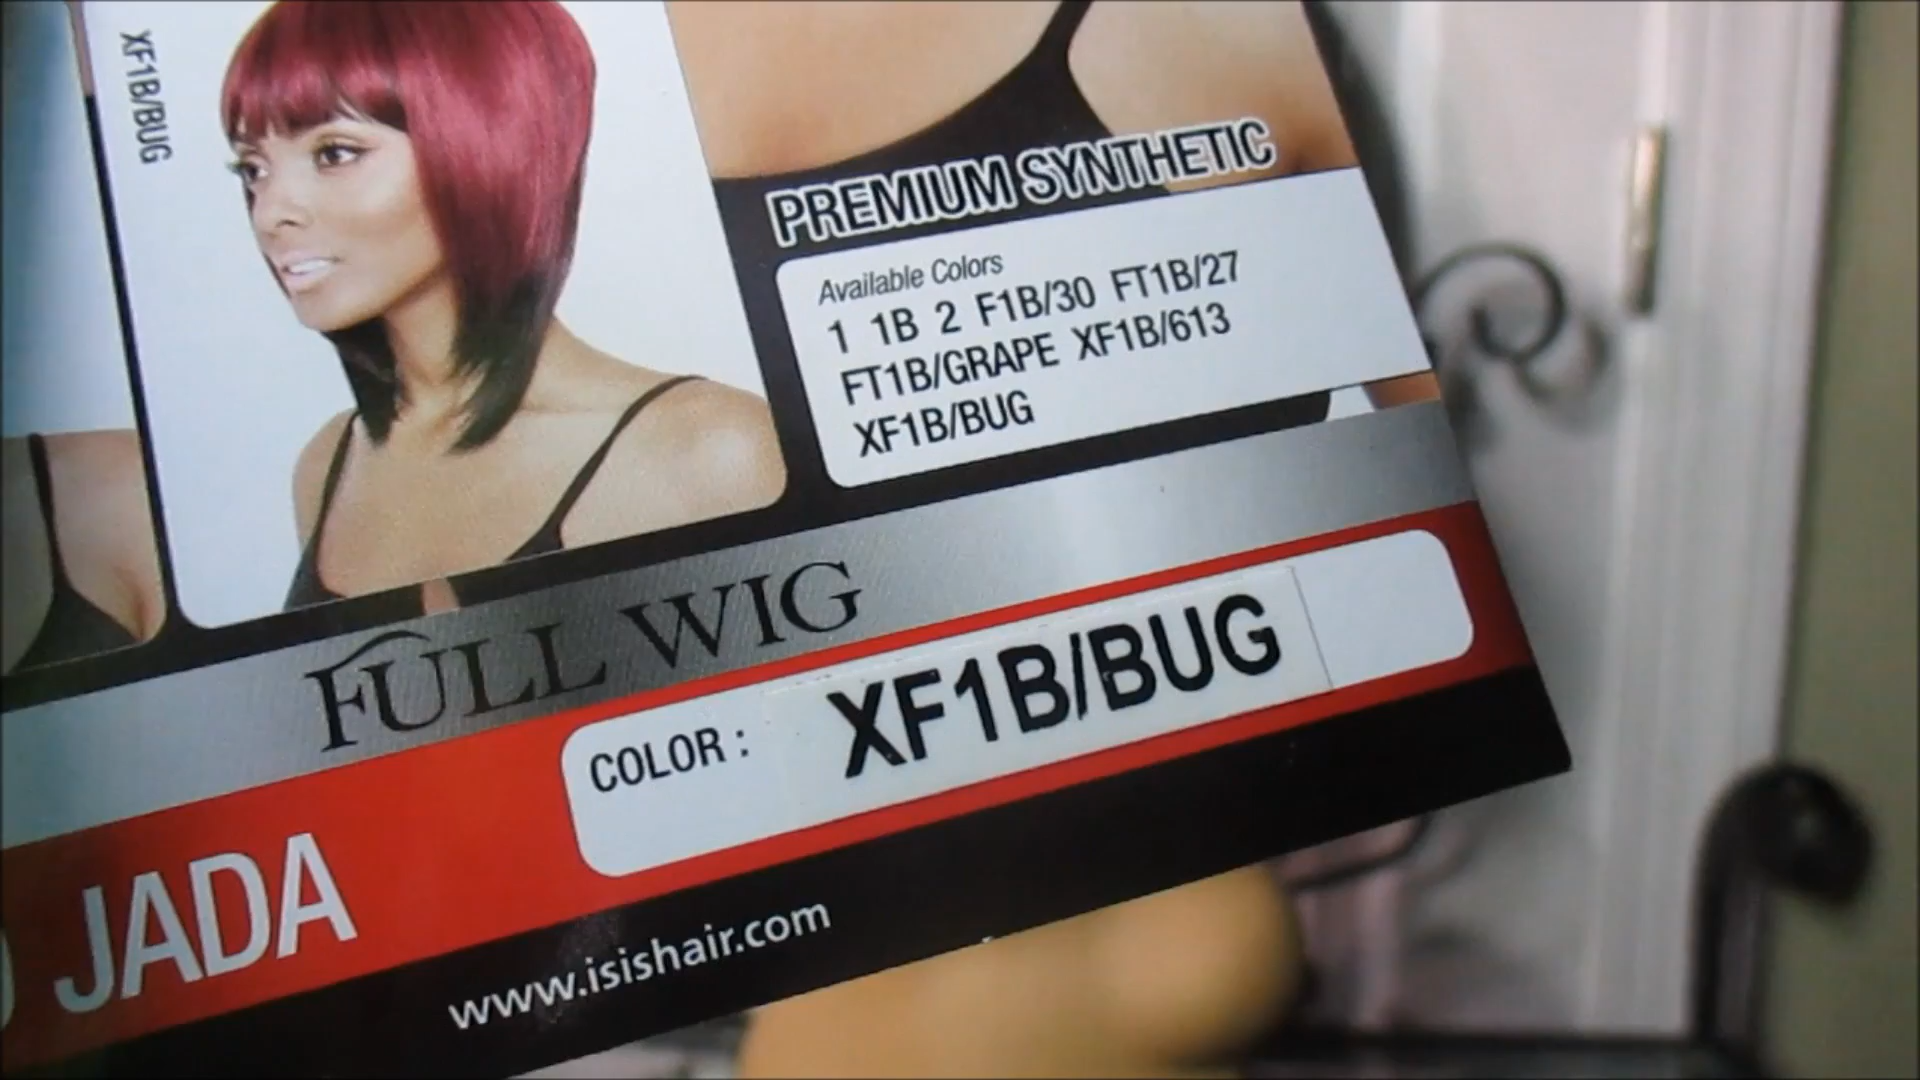 XF1B/BUG
PREMIUM SYNTHETIC
Available Colors
1 1B 2 F1B/30 FT1B/27
FT1B/GRAPE XF1B/613
XF1B/BUG
FULL WIG
COLOR : XF1B/BUG
JADA
www.isishair.com